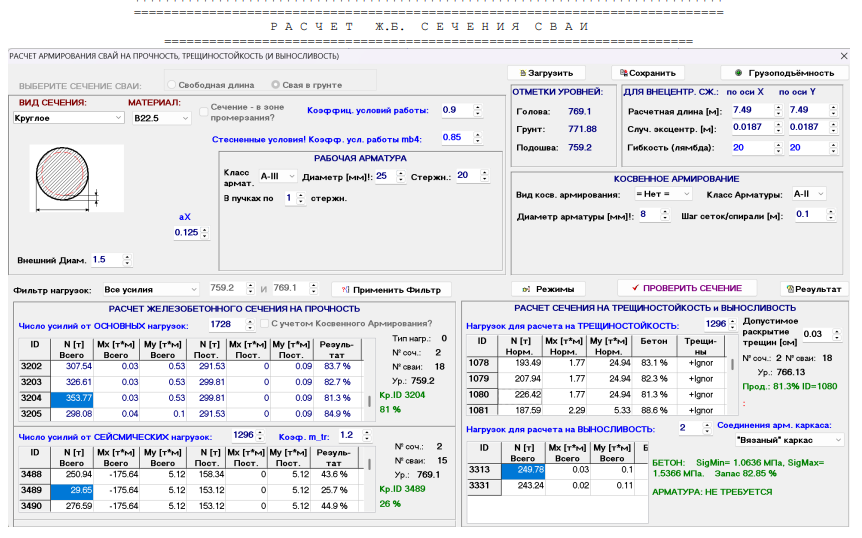 Р А С Ч Е Т   Ж.Б.   С Е Ч Е Н И Я   С В А И
РАСЧЕТ АРМИРОВАНИЯ СВАЙ НА ПРОЧНОСТЬ, ТРЕЩИНОСТОЙКОСТЬ (И ВЫНОСЛИВОСТЬ)
Загрузить Сохранить Грузоподъёмность
ВЫБЕРИТЕ СЕЧЕНИЕ СВАИ: Свободная длина Свая в грунте
ВИД СЕЧЕНИЯ: МАТЕРИАЛ:
Круглое B22.5
Сечение - в зоне промерзания?
Коэффиц. условий работы: 0.9
Стесненные условия! Коэфф. усл. работы mb4: 0.85
РАБОЧАЯ АРМАТУРА
Класс армат. A-III Диаметр [мм]!: 25 Стержн.: 20
В пучках по 1 стержн.
aX
0.125
Внешний Диам. 1.5
ОТМЕТКИ УРОВНЕЙ:
Голова: 769.1
Грунт: 771.88
Подошва: 759.2
ДЛЯ ВНЕЦЕНТР. СЖ.: по оси X по оси Y
Расчетная длина [м]: 7.49 7.49
Случ. эксцентр. [м]: 0.0187 0.0187
Гибкость (лямбда): 20 20
КОСВЕННОЕ АРМИРОВАНИЕ
Вид косв. армирования: = Нет = Класс Арматуры: A-II
Диаметр арматуры [мм]!: 8 Шаг сеток/спирали [м]: 0.1
Фильтр нагрузок: Все усилия 759.2 И 769.1 Применить Фильтр
Режимы ПРОВЕРИТЬ СЕЧЕНИЕ Результат
РАСЧЕТ ЖЕЛЕЗОБЕТОННОГО СЕЧЕНИЯ НА ПРОЧНОСТЬ
Число усилий от ОСНОВНЫХ нагрузок: 1728 С учетом Косвенного Армирования?
ID N [т] Всего Mx [т*м] Всего My [т*м] Всего N [т] Пост. Mx [т*м] Пост. My [т*м] Пост. Резуль-тат
3202 307.54 0.03 0.53 291.53 0 0.09 83.7 %
3203 326.61 0.03 0.53 299.81 0 0.09 82.7 %
3204 353.77 0.03 0.53 299.81 0 0.09 81.3 %
3205 298.08 0.04 0.1 291.53 0 0.09 84.9 %
Тип нагр.: 0
№ соч.: 2
№ сваи: 18
Ур.: 759.2
Кр.ID 3204
81 %
Число усилий от СЕЙСМИЧЕСКИХ нагрузок: 1296 Коэф. m_tr: 1.2
ID N [т] Всего Mx [т*м] Всего My [т*м] Всего N [т] Пост. Mx [т*м] Пост. My [т*м] Пост. Резуль-тат
3488 250.94 -175.64 5.12 158.34 0 5.12 43.6 %
3489 29.65 -175.64 5.12 153.12 0 5.12 25.7 %
3490 276.59 -175.64 5.12 153.12 0 5.12 44.9 %
№ соч.: 2
№ сваи: 15
Ур.: 769.1
Кр.ID 3489
26 %
РАСЧЕТ СЕЧЕНИЯ НА ТРЕЩИНОСТОЙКОСТЬ и ВЫНОСЛИВОСТЬ
Нагрузок для расчета на ТРЕЩИНОСТОЙКОСТЬ: 1296
ID N [т] Норм. Mx [т*м] Норм. My [т*м] Норм. Бетон Трещи-ны
1078 193.49 1.77 24.94 83.1 % +Ignor
1079 207.94 1.77 24.94 82.3 % +Ignor
1080 226.42 1.77 24.94 81.3 % +Ignor
1081 187.59 2.29 5.33 88.6 % +Ignor
Допустимое раскрытие трещин [см] 0.03
№ соч.: 2 № сваи: 18
Ур.: 766.13
Прод.: 81.3% ID=1080
:
Нагрузок для расчета на ВЫНОСЛИВОСТЬ: 2
Соединения арм. каркаса:
"Вязаный" каркас
ID N [т] Всего Mx [т*м] Всего My [т*м] Всего Б
3313 249.78 0.03 0.1
3331 243.24 0.02 0.11
БЕТОН: SigMin= 1.0636 МПа, SigMax=
1.5366 МПа. Запас 82.85 %
АРМАТУРА: НЕ ТРЕБУЕТСЯ